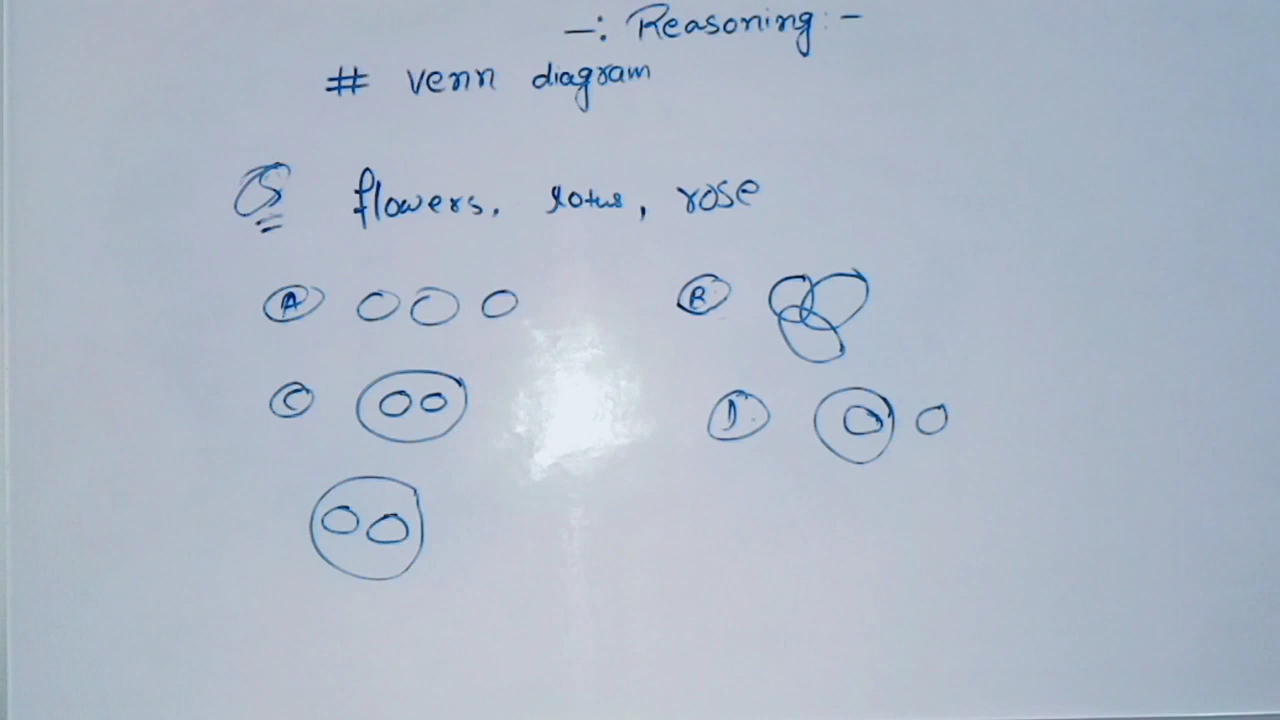 -: Reasoning :-
# venn diagram
Q flowers, lotus, rose
A B
C D